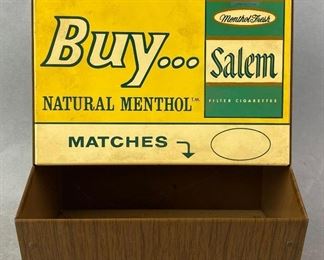 Menthol Fresh
Buy...
Salem
NATURAL MENTHOL T.M.
FILTER CIGARETTES
MATCHES